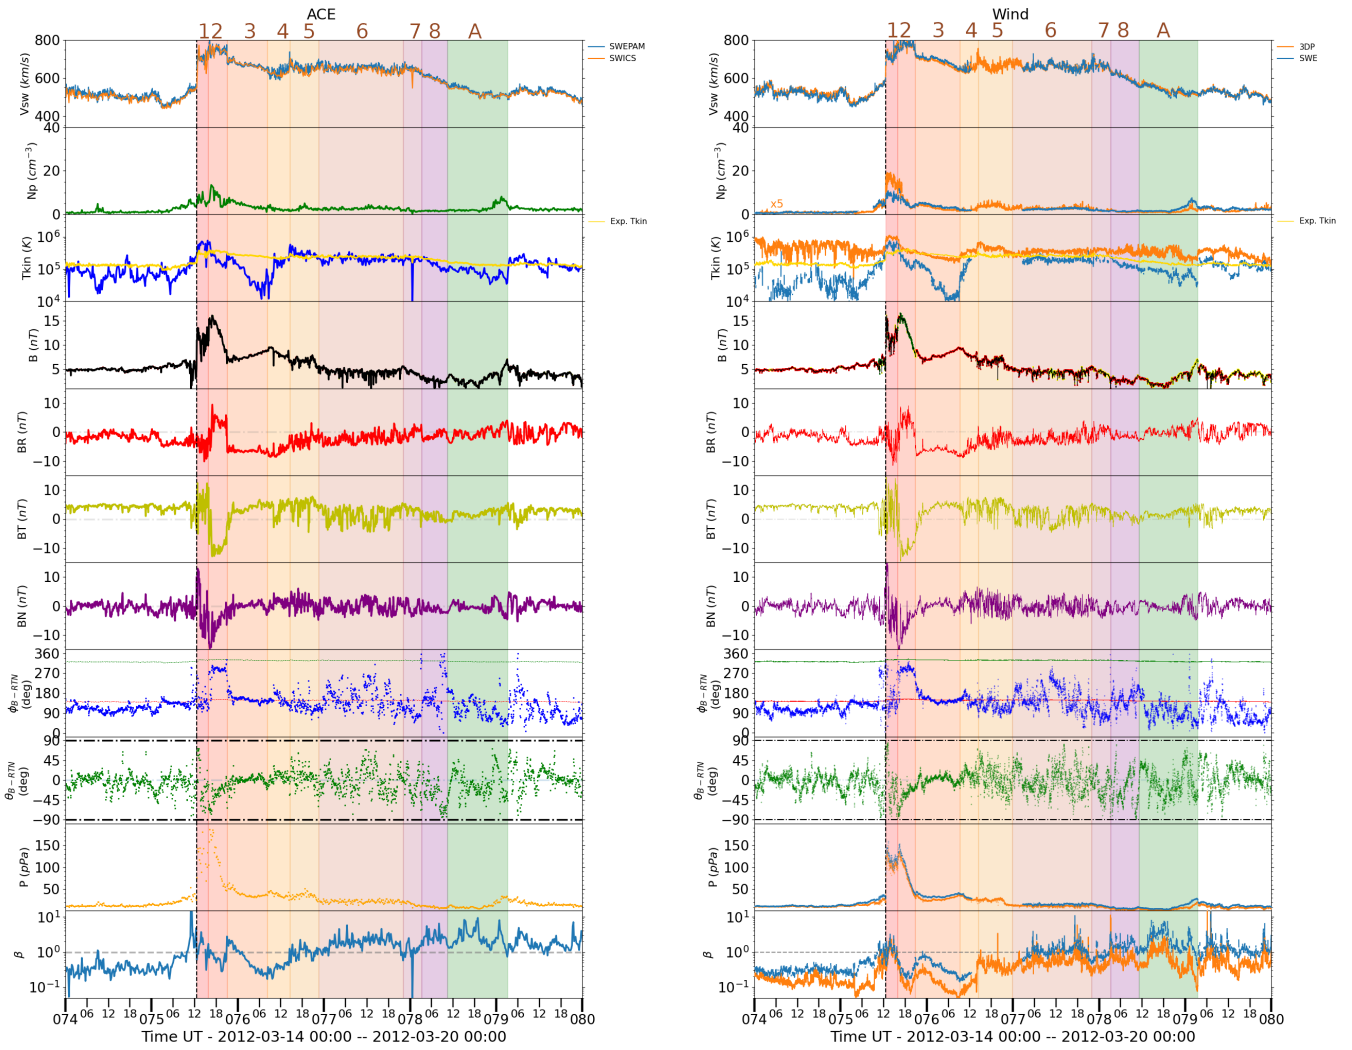 ACE
12 3 4 5 6 7 8 A
800
600
400
Vsw (km/s)
SWEPAM
SWICS
40
20
0
Np (cm⁻³)
Exp. Tkin
10⁶
10⁵
10⁴
Tkin (K)
15
10
5
B (nT)
10
0
−10
BR (nT)
10
0
−10
BT (nT)
10
0
−10
BN (nT)
360
270
180
90
0
ϕB−RTN
(deg)
90
45
0
−45
−90
θB−RTN
(deg)
150
100
50
P (pPa)
10¹
10⁰
10⁻¹
β
074 06 12 18 075 06 12 18 076 06 12 18 077 06 12 18 078 06 12 18 079 06 12 18 080
Time UT - 2012-03-14 00:00 -- 2012-03-20 00:00
Wind
12 3 4 5 6 7 8 A
800
600
400
Vsw (km/s)
3DP
SWE
40
20
0
Np (cm⁻³)
x5
Exp. Tkin
10⁶
10⁵
10⁴
Tkin (K)
15
10
5
B (nT)
10
0
−10
BR (nT)
10
0
−10
BT (nT)
10
0
−10
BN (nT)
360
270
180
90
0
ϕB−RTN
(deg)
90
45
0
−45
−90
θB−RTN
(deg)
150
100
50
P (pPa)
10¹
10⁰
10⁻¹
β
074 06 12 18 075 06 12 18 076 06 12 18 077 06 12 18 078 06 12 18 079 06 12 18 080
Time UT - 2012-03-14 00:00 -- 2012-03-20 00:00